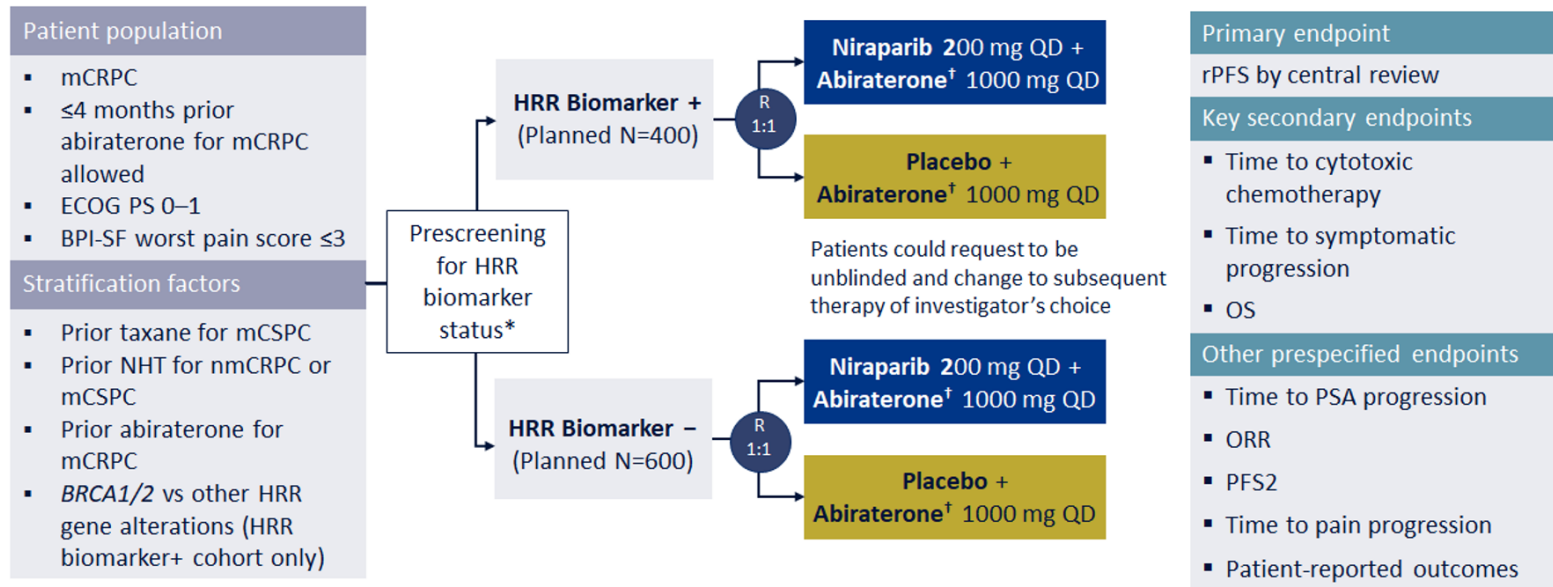 Patient population
▪ mCRPC
▪ ≤4 months prior
abiraterone for mCRPC
allowed
▪ ECOG PS 0–1
▪ BPI-SF worst pain score ≤3
Stratification factors
▪ Prior taxane for mCSPC
▪ Prior NHT for nmCRPC or
mCSPC
▪ Prior abiraterone for
mCRPC
▪ BRCA1/2 vs other HRR
gene alterations (HRR
biomarker+ cohort only)
Prescreening
for HRR
biomarker
status*
HRR Biomarker +
(Planned N=400)
R
1:1
Niraparib 200 mg QD +
Abiraterone† 1000 mg QD
Placebo +
Abiraterone† 1000 mg QD
Patients could request to be
unblinded and change to subsequent
therapy of investigator’s choice
HRR Biomarker −
(Planned N=600)
R
1:1
Niraparib 200 mg QD +
Abiraterone† 1000 mg QD
Placebo +
Abiraterone† 1000 mg QD
Primary endpoint
rPFS by central review
Key secondary endpoints
▪ Time to cytotoxic
chemotherapy
▪ Time to symptomatic
progression
▪ OS
Other prespecified endpoints
▪ Time to PSA progression
▪ ORR
▪ PFS2
▪ Time to pain progression
▪ Patient-reported outcomes